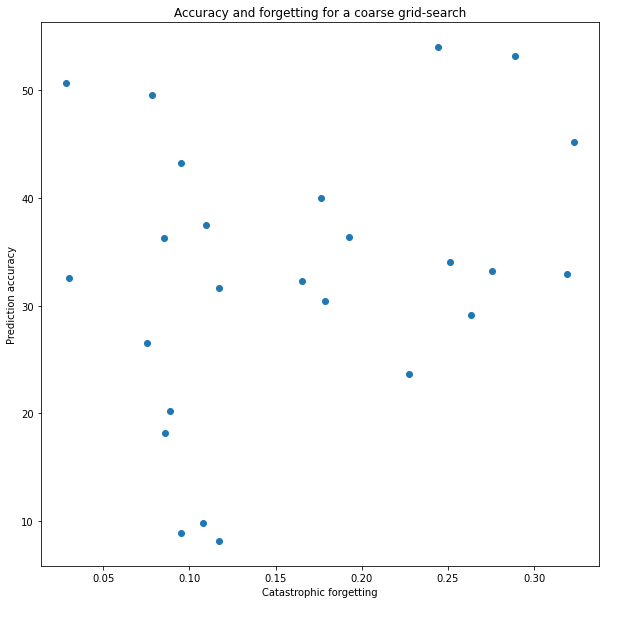 Accuracy and forgetting for a coarse grid-search
Prediction accuracy
50
40
30
20
10
0.05 0.10 0.15 0.20 0.25 0.30
Catastrophic forgetting